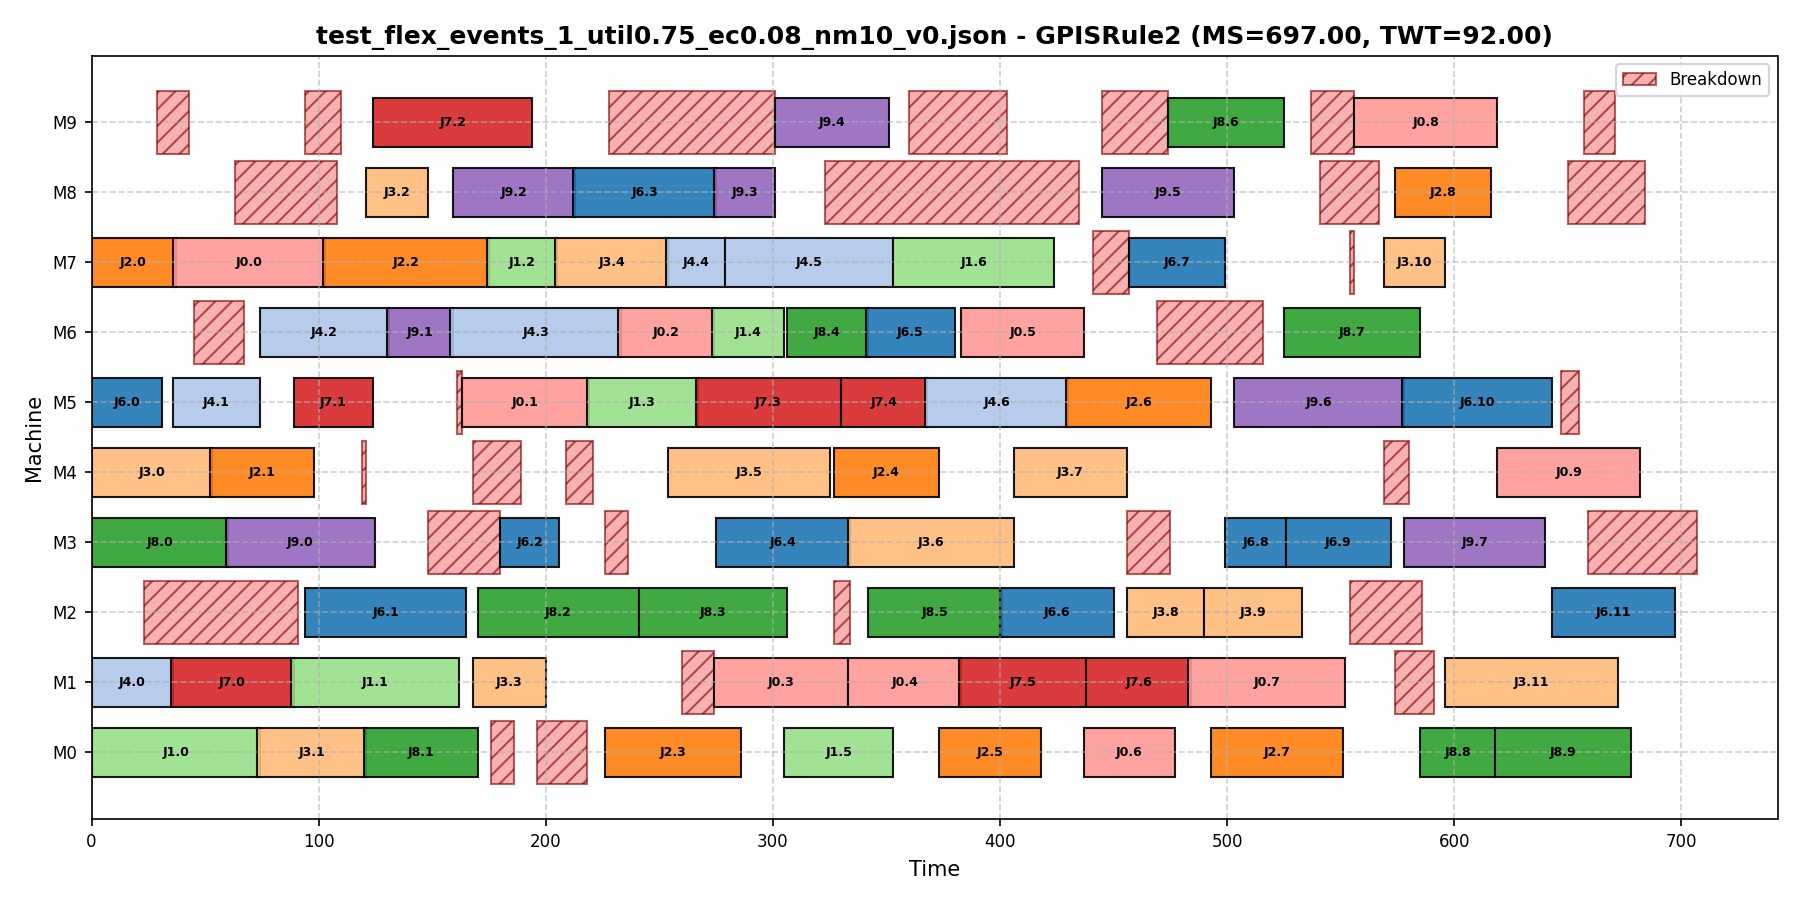 test_flex_events_1_util0.75_ec0.08_nm10_v0.json - GPISRule2 (MS=697.00, TWT=92.00)
Breakdown
M9 J7.2 J9.4 J8.6 J0.8
M8 J3.2 J9.2 J6.3 J9.3 J9.5 J2.8
M7 J2.0 J0.0 J2.2 J1.2 J3.4 J4.4 J4.5 J1.6 J6.7 J3.10
M6 J4.2 J9.1 J4.3 J0.2 J1.4 J8.4 J6.5 J0.5 J8.7
M5 J6.0 J4.1 J7.1 J0.1 J1.3 J7.3 J7.4 J4.6 J2.6 J9.6 J6.10
M4 J3.0 J2.1 J3.5 J2.4 J3.7 J0.9
M3 J8.0 J9.0 J6.2 J6.4 J3.6 J6.8 J6.9 J9.7
M2 J6.1 J8.2 J8.3 J8.5 J6.6 J3.8 J3.9 J6.11
M1 J4.0 J7.0 J1.1 J3.3 J0.3 J0.4 J7.5 J7.6 J0.7 J3.11
M0 J1.0 J3.1 J8.1 J2.3 J1.5 J2.5 J0.6 J2.7 J8.8 J8.9
Machine
0 100 200 300 400 500 600 700
Time